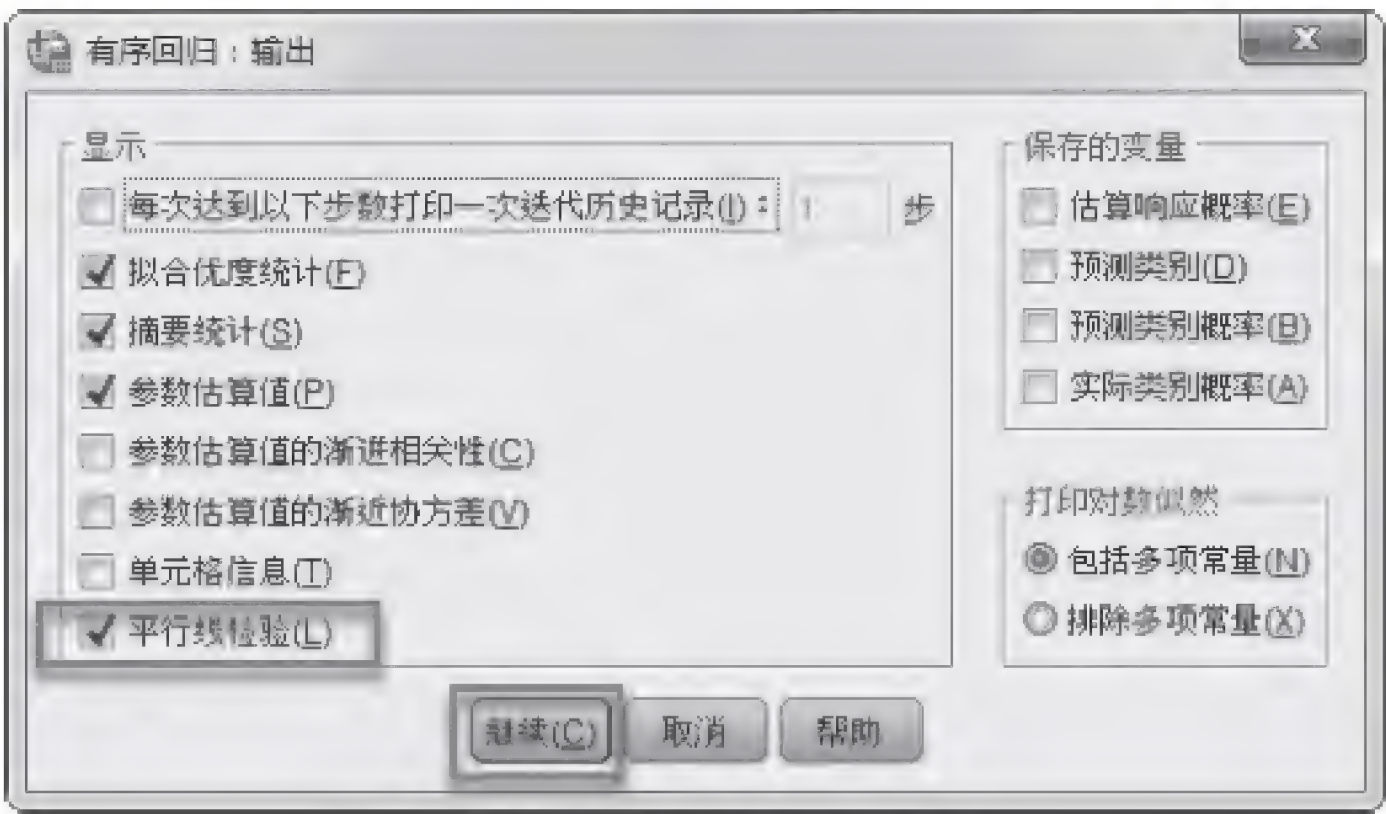 有序回归：输出
显示
每次达到以下步数打印一次迭代历史记录(I)： 1 步
拟合优度统计(F)
摘要统计(S)
参数估算值(P)
参数估算值的渐进相关性(C)
参数估算值的渐近协方差(V)
单元格信息(T)
平行线检验(L)
保存的变量
估算响应概率(E)
预测类别(D)
预测类别概率(B)
实际类别概率(A)
打印对数似然
包括多项常量(N)
排除多项常量(X)
继续(C) 取消 帮助